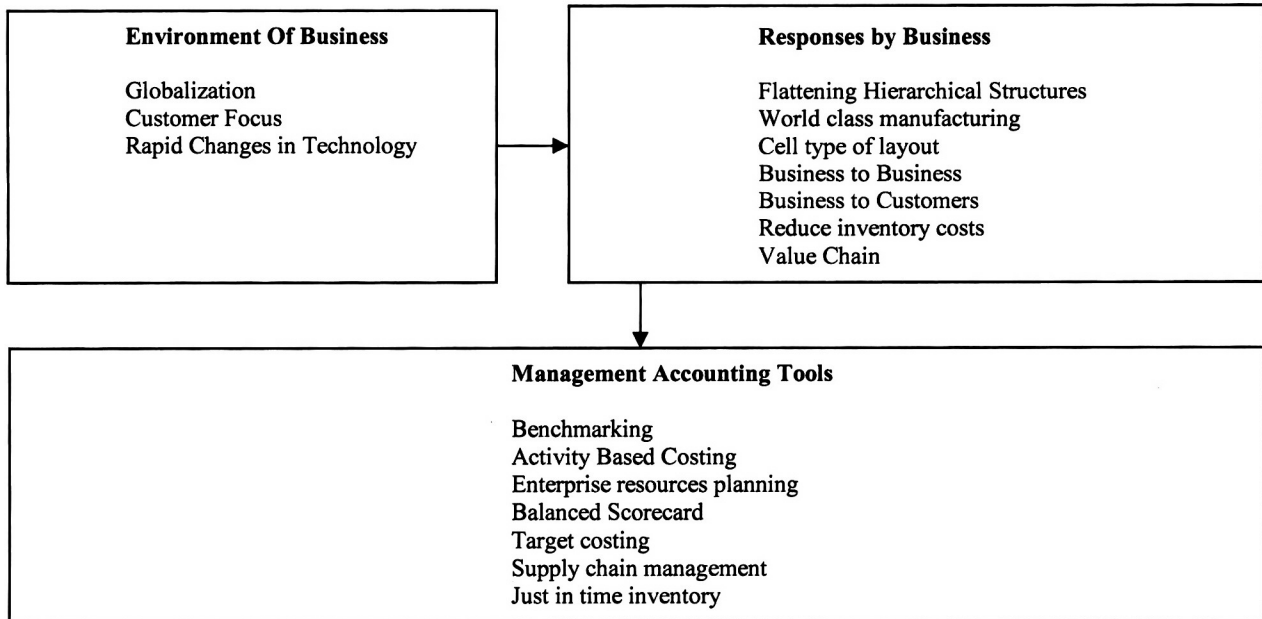 Environment Of Business
Globalization
Customer Focus
Rapid Changes in Technology
Responses by Business
Flattening Hierarchical Structures
World class manufacturing
Cell type of layout
Business to Business
Business to Customers
Reduce inventory costs
Value Chain
Management Accounting Tools
Benchmarking
Activity Based Costing
Enterprise resources planning
Balanced Scorecard
Target costing
Supply chain management
Just in time inventory